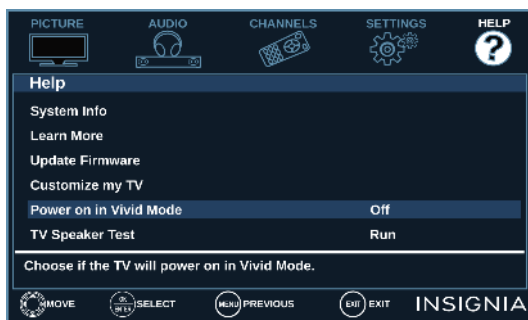 PICTURE AUDIO CHANNELS SETTINGS HELP
?
Help
System Info
Learn More
Update Firmware
Customize my TV
Power on in Vivid Mode Off
TV Speaker Test Run
Choose if the TV will power on in Vivid Mode.
MOVE OK ENTER SELECT MENU PREVIOUS EXIT EXIT INSIGNIA